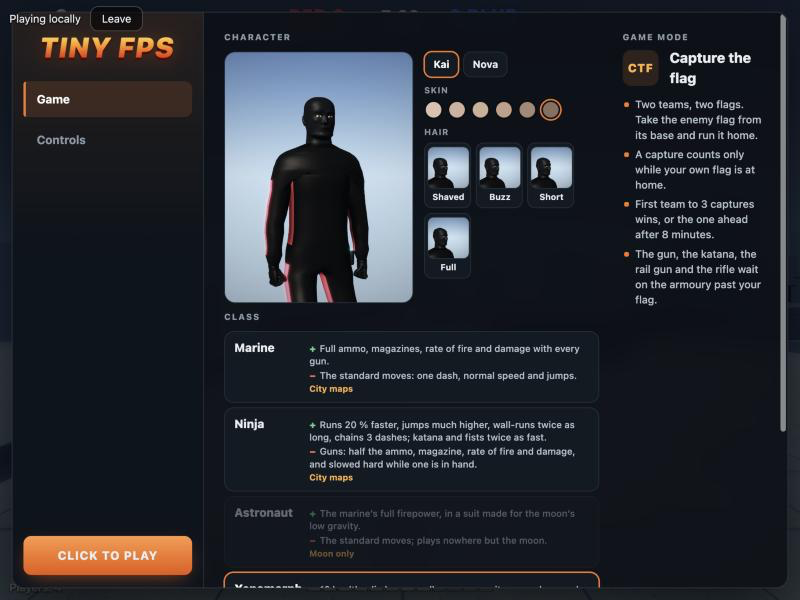 Playing locally
Leave
TINY FPS
Game
Controls
CLICK TO PLAY
CHARACTER
Kai
Nova
SKIN
HAIR
Shaved
Buzz
Short
Full
CLASS
Marine
+ Full ammo, magazines, rate of fire and damage with every
gun.
− The standard moves: one dash, normal speed and jumps.
City maps
Ninja
+ Runs 20 % faster, jumps much higher, wall-runs twice as
long, chains 3 dashes; katana and fists twice as fast.
− Guns: half the ammo, magazine, rate of fire and damage,
and slowed hard while one is in hand.
City maps
Astronaut
+ The marine's full firepower, in a suit made for the moon's
low gravity.
− The standard moves; plays nowhere but the moon.
Moon only
GAME MODE
CTF
Capture the
flag
Two teams, two flags.
Take the enemy flag from
its base and run it home.
A capture counts only
while your own flag is at
home.
First team to 3 captures
wins, or the one ahead
after 8 minutes.
The gun, the katana, the
rail gun and the rifle wait
on the armoury past your
flag.